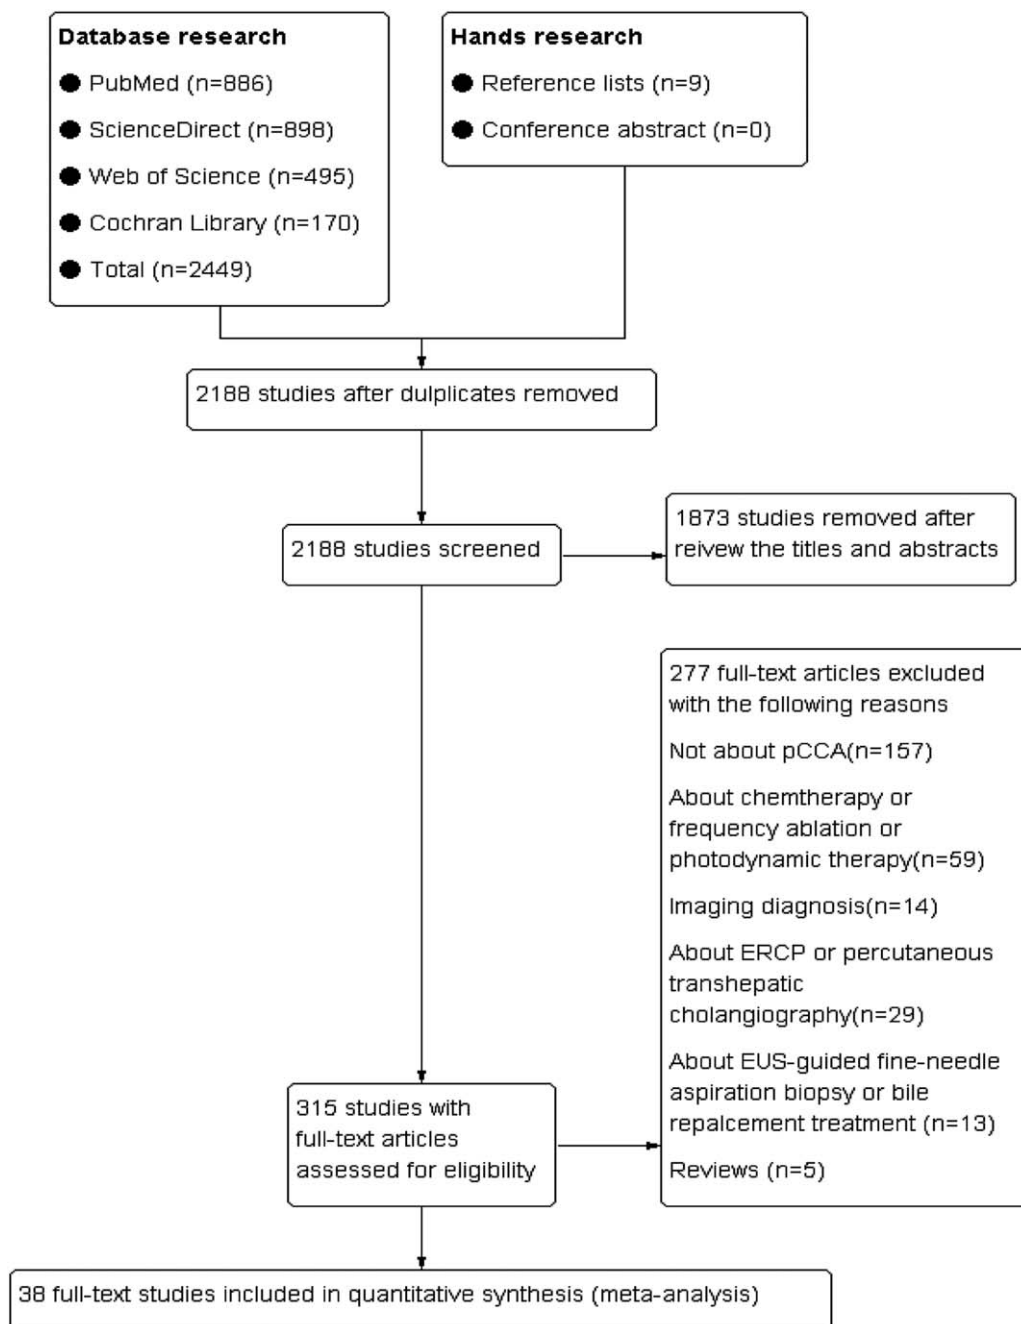 Database research
● PubMed (n=886)
● ScienceDirect (n=898)
● Web of Science (n=495)
● Cochran Library (n=170)
● Total (n=2449)
Hands research
● Reference lists (n=9)
● Conference abstract (n=0)
2188 studies after dulplicates removed
2188 studies screened
1873 studies removed after
reivew the titles and abstracts
277 full-text articles excluded
with the following reasons
Not about pCCA(n=157)
About chemtherapy or
frequency ablation or
photodynamic therapy(n=59)
Imaging diagnosis(n=14)
About ERCP or percutaneous
transhepatic
cholangiography(n=29)
About EUS-guided fine-needle
aspiration biopsy or bile
repalcement treatment (n=13)
Reviews (n=5)
315 studies with
full-text articles
assessed for eligibility
38 full-text studies included in quantitative synthesis (meta-analysis)